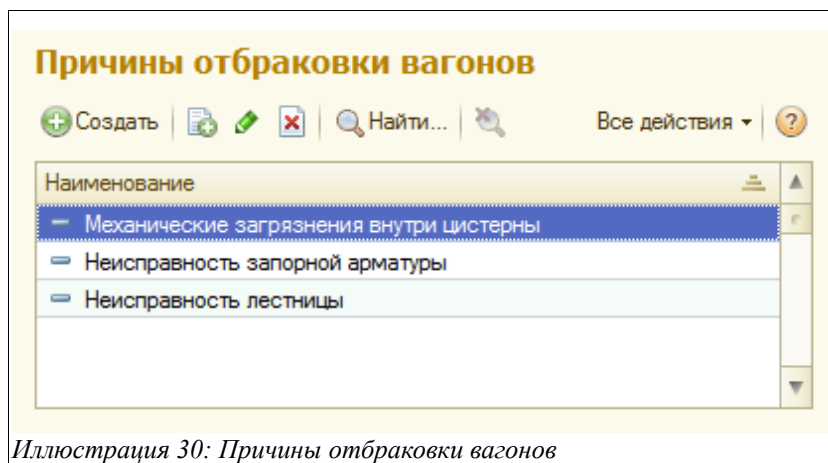 Причины отбраковки вагонов
Создать Найти... Все действия ?
Наименование
Механические загрязнения внутри цистерны
Неисправность запорной арматуры
Неисправность лестницы
Иллюстрация 30: Причины отбраковки вагонов